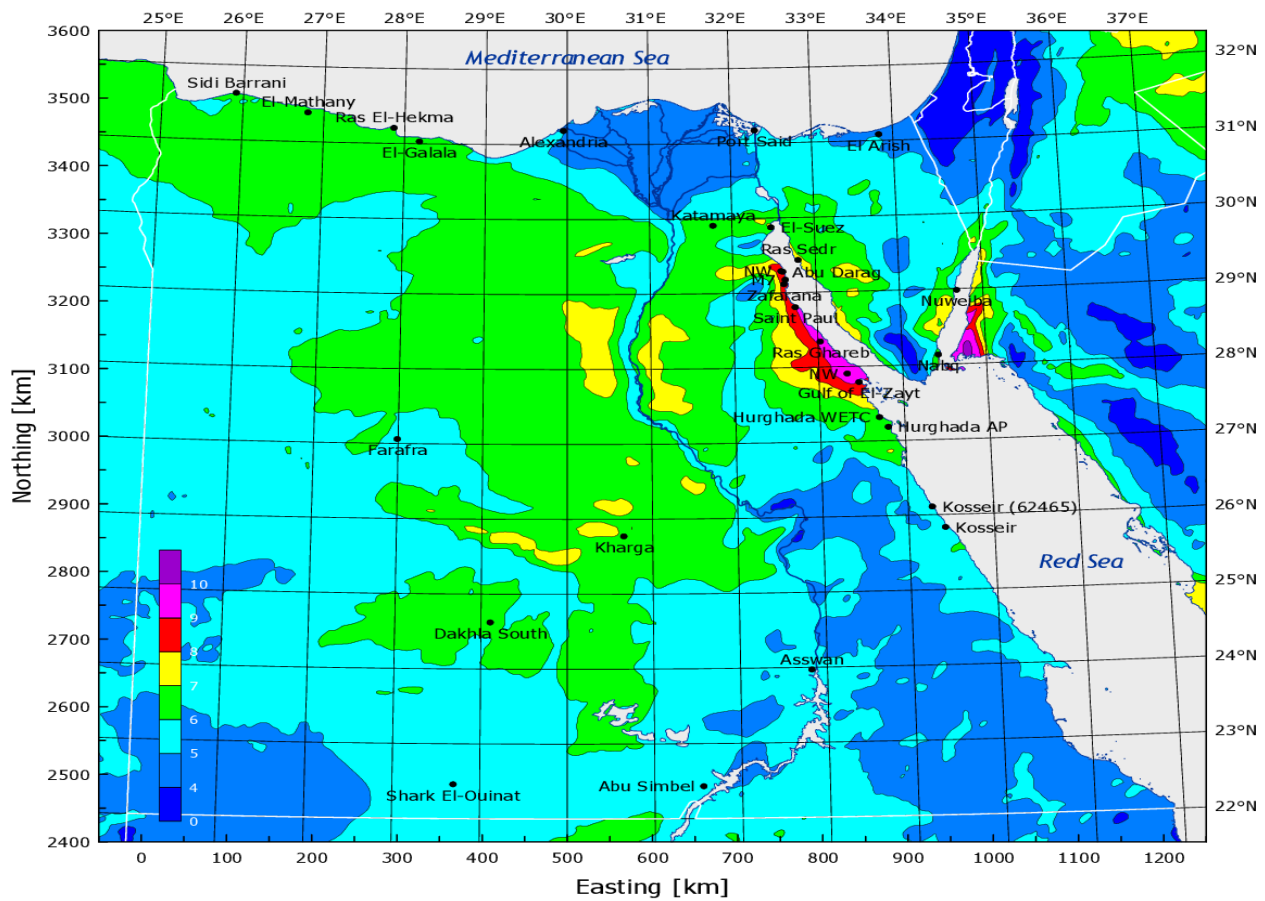 25°E 26°E 27°E 28°E 29°E 30°E 31°E 32°E 33°E 34°E 35°E 36°E 37°E
3600
3500
3400
3300
3200
3100
3000
2900
2800
2700
2600
2500
2400
Northing [km]
Mediterranean Sea
Sidi Barrani
El-Mathany
Ras El-Hekma
El-Galala
Alexandria
Port Said
El Arish
Katamaya
El-Suez
Ras Sedr
NW
Abu Darag
M7
Zafarana
Saint Paul
Nuweiba
Ras Ghareb
Nabq
NW
Gulf of El-Zayt
Hurghada WETC
Hurghada AP
Farafra
Kosseir (62465)
Kosseir
Kharga
Red Sea
Dakhla South
Asswan
Abu Simbel
Shark El-Ouinat
10
9
8
7
6
5
4
0
32°N
31°N
30°N
29°N
28°N
27°N
26°N
25°N
24°N
23°N
22°N
0 100 200 300 400 500 600 700 800 900 1000 1100 1200
Easting [km]